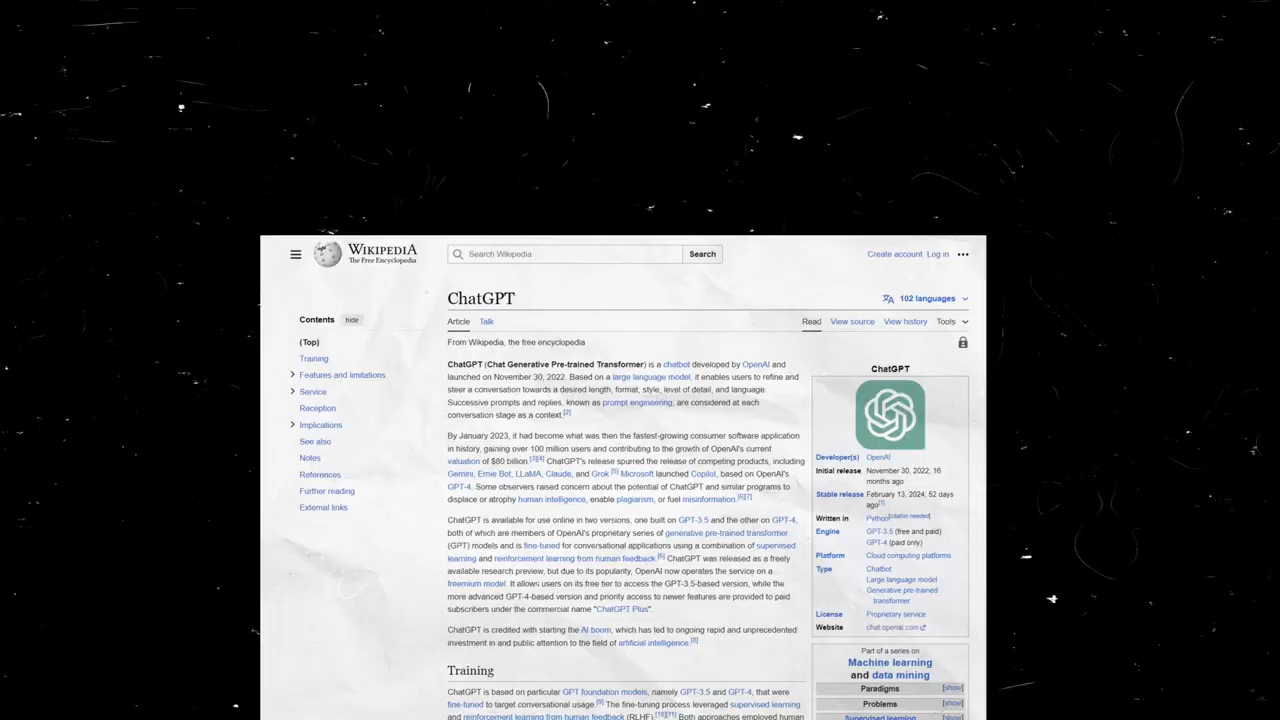 WIKIPEDIA
The Free Encyclopedia
Search Wikipedia
Search
Create account Log in
ChatGPT
102 languages
Contents hide
Article Talk
Read View source View history Tools
(Top)
Training
Features and limitations
Service
Reception
Implications
See also
Notes
References
Further reading
External links
From Wikipedia, the free encyclopedia
ChatGPT (Chat Generative Pre-trained Transformer) is a chatbot developed by OpenAI and
launched on November 30, 2022. Based on a large language model, it enables users to refine and
steer a conversation towards a desired length, format, style, level of detail, and language
Successive prompts and replies, known as prompt engineering, are considered at each
conversation stage as a context.[2]
By January 2023, it had become what was then the fastest-growing consumer software application
in history, gaining over 100 million users and contributing to the growth of OpenAI's current
valuation of $80 billion.[3][4] ChatGPT's release spurred the release of competing products, including
Gemini, Ernie Bot, LLaMA, Claude, and Grok.[5] Microsoft launched Copilot, based on OpenAI's
GPT-4. Some observers raised concern about the potential of ChatGPT and similar programs to
displace or atrophy human intelligence, enable plagiarism, or fuel misinformation.[6][7]
ChatGPT is available for use online in two versions, one built on GPT-3.5 and the other on GPT-4,
both of which are members of OpenAI's proprietary series of generative pre-trained transformer
(GPT) models and is fine-tuned for conversational applications using a combination of supervised
learning and reinforcement learning from human feedback.[6] ChatGPT was released as a freely
available research preview, but due to its popularity, OpenAI now operates the service on a
freemium model. It allows users on its free tier to access the GPT-3.5-based version, while the
more advanced GPT-4-based version and priority access to newer features are provided to paid
subscribers under the commercial name "ChatGPT Plus".
ChatGPT is credited with starting the AI boom, which has led to ongoing rapid and unprecedented
investment in and public attention to the field of artificial intelligence.[8]
Training
ChatGPT is based on particular GPT foundation models, namely GPT-3.5 and GPT-4, that were
fine-tuned to target conversational usage.[9] The fine-tuning process leveraged supervised learning
and reinforcement learning from human feedback (RLHF).[10][11] Both approaches employed human
ChatGPT
Developer(s) OpenAI
Initial release November 30, 2022; 16
months ago
Stable release February 13, 2024; 52 days
ago[1]
Written in Python[citation needed]
Engine GPT-3.5 (free and paid)
GPT-4 (paid only)
Platform Cloud computing platforms
Type Chatbot
Large language model
Generative pre-trained
transformer
License Proprietary service
Website chat.openai.com
Part of a series on
Machine learning
and data mining
Paradigms [show]
Problems [show]
Supervised learning